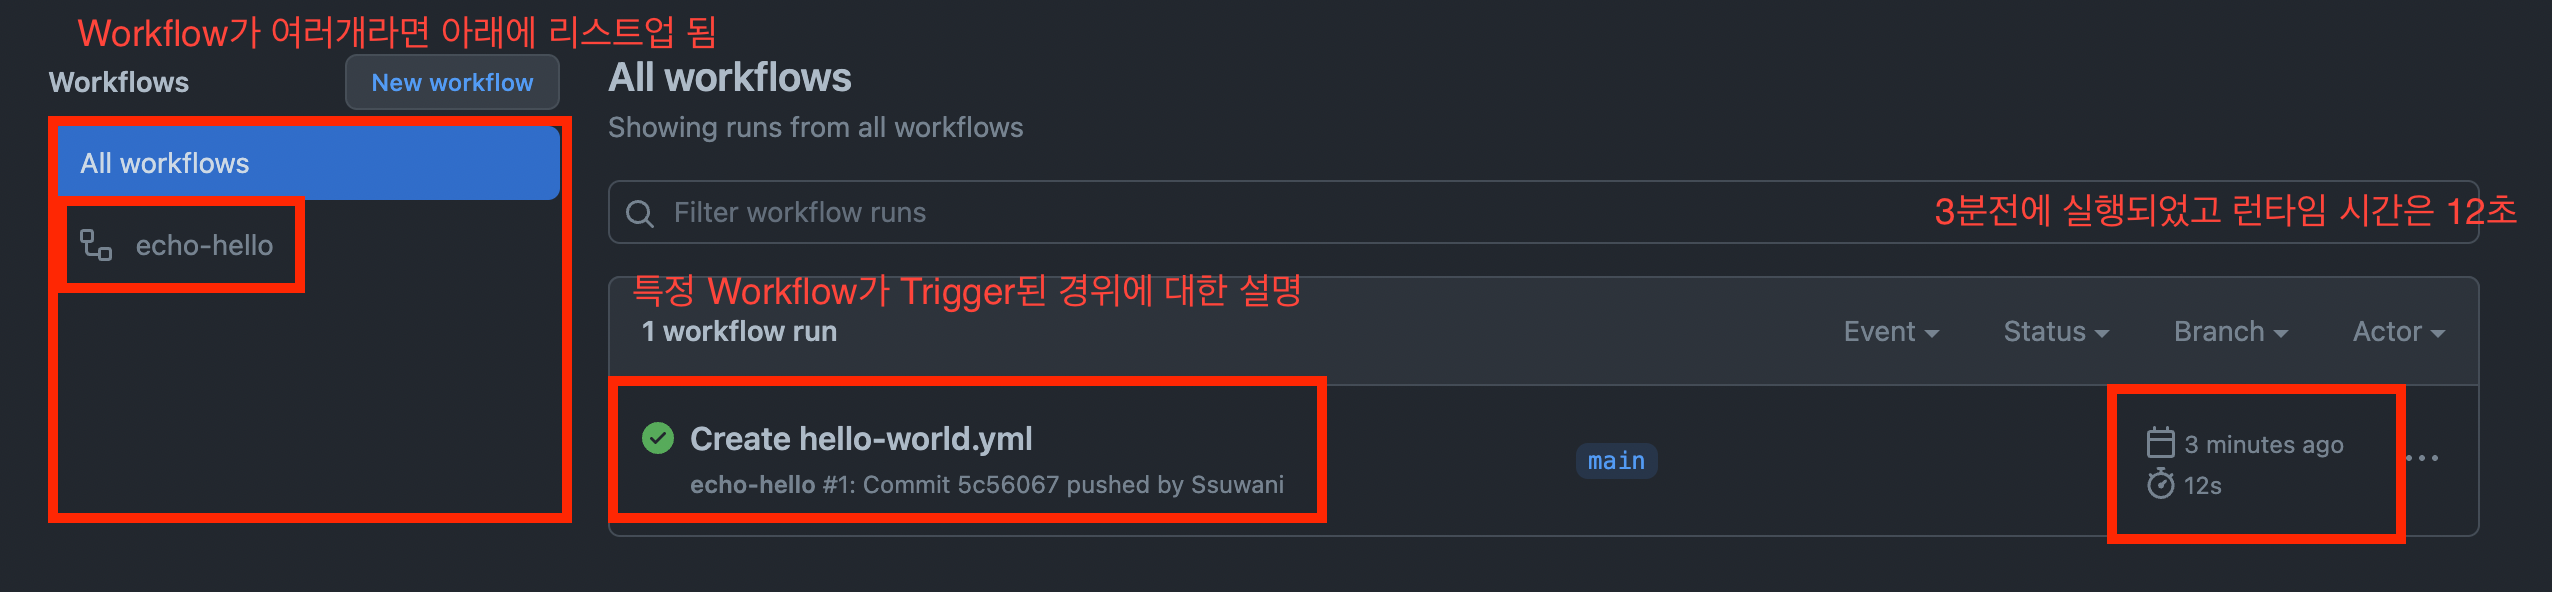 Workflow가 여러개라면 아래에 리스트업 됨
Workflows
New workflow
All workflows
echo-hello
All workflows
Showing runs from all workflows
Filter workflow runs
3분전에 실행되었고 런타임 시간은 12초
특정 Workflow가 Trigger된 경위에 대한 설명
1 workflow run
Event
Status
Branch
Actor
Create hello-world.yml
echo-hello #1: Commit 5c56067 pushed by Ssuwani
main
3 minutes ago
12s